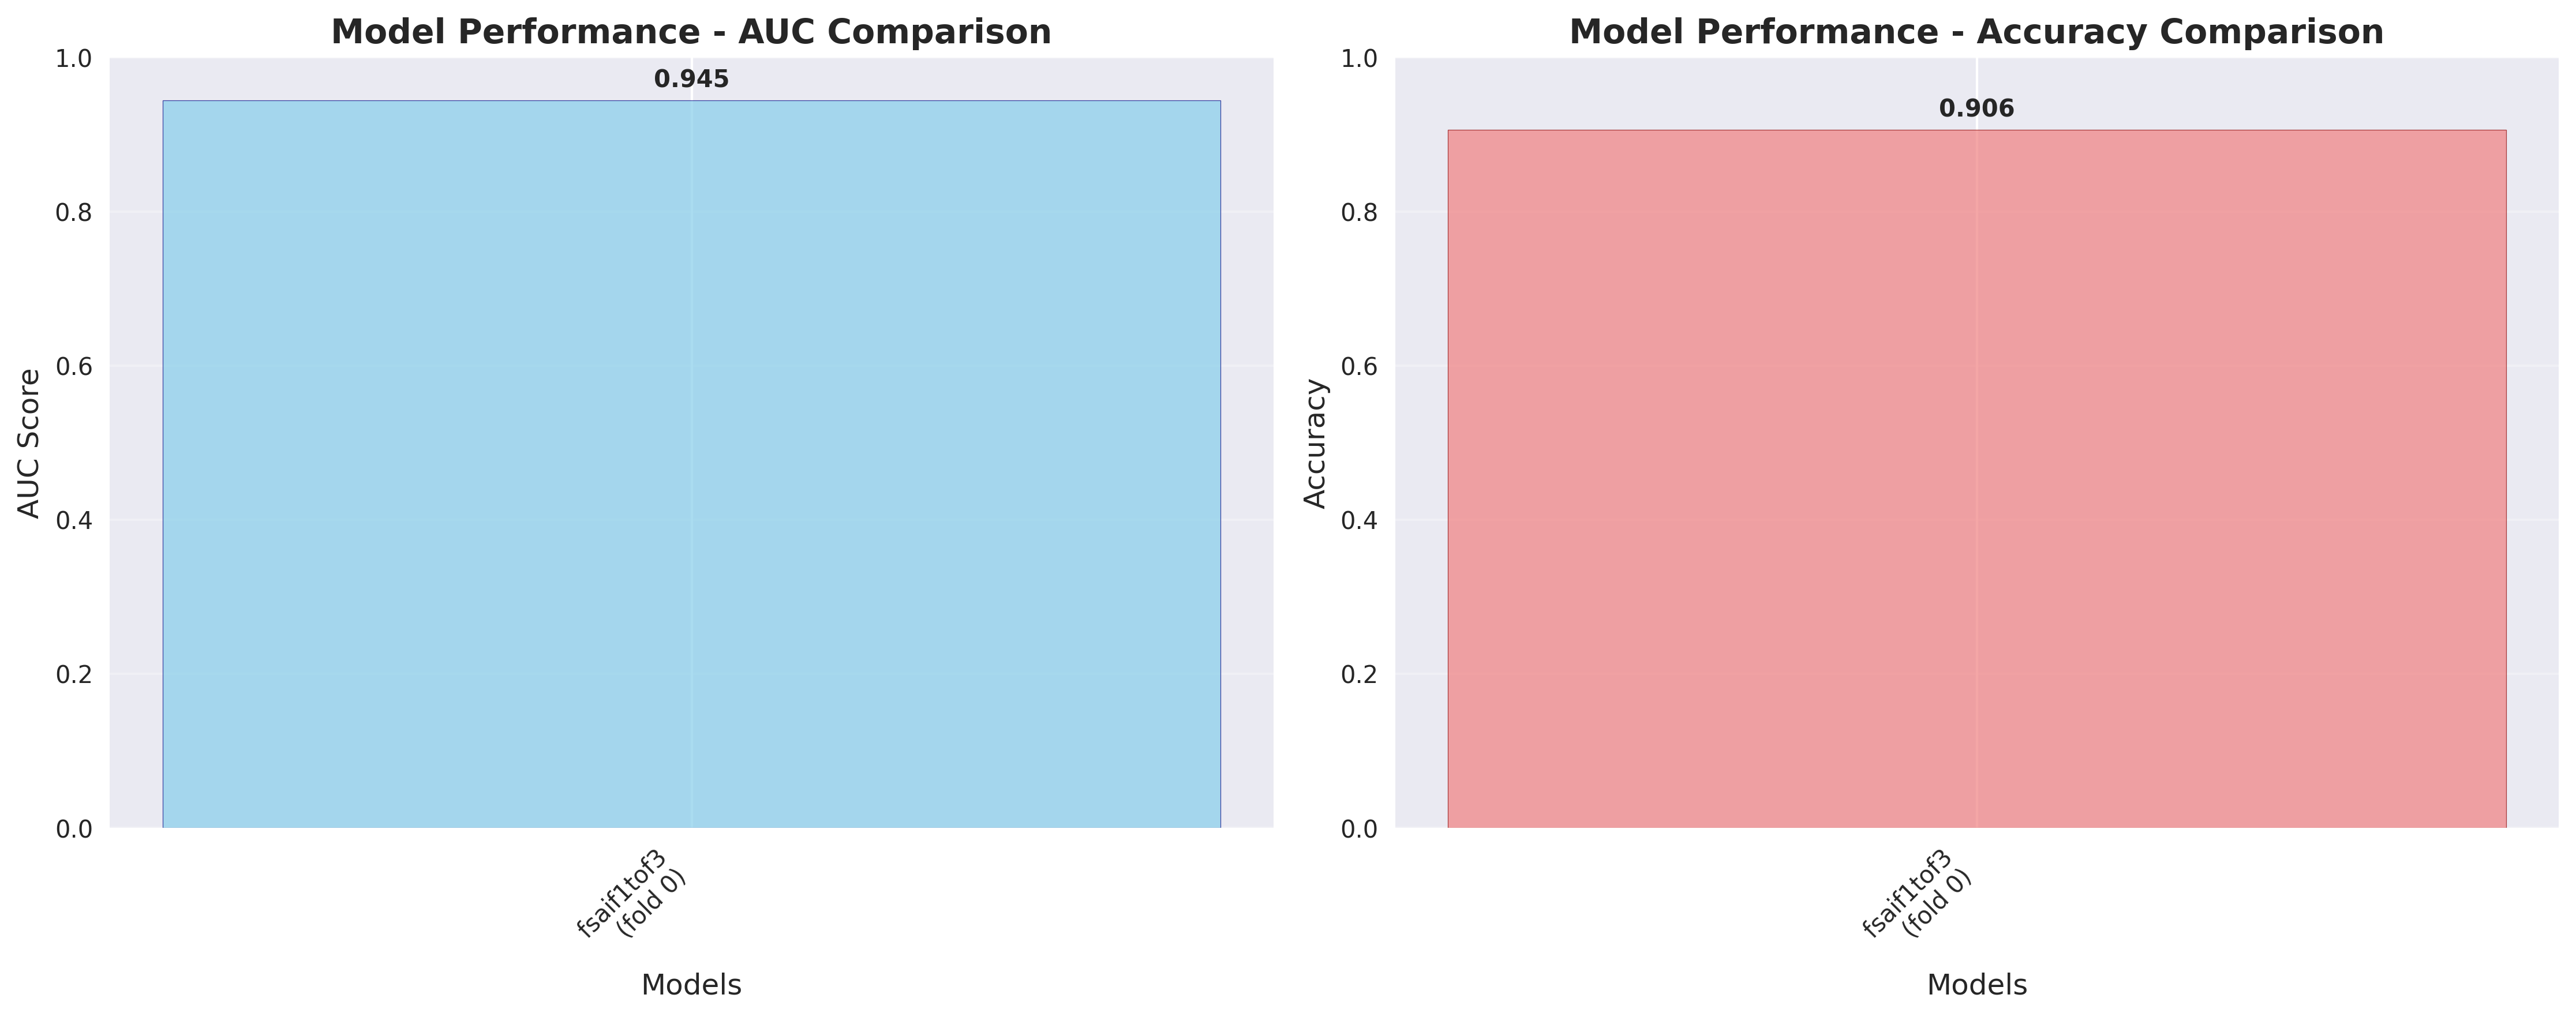 Model Performance - AUC Comparison
1.0
0.945
0.8
0.6
0.4
0.2
0.0
AUC Score
fsaif1tof3
(fold 0)
Models
Model Performance - Accuracy Comparison
1.0
0.906
0.8
0.6
0.4
0.2
0.0
Accuracy
fsaif1tof3
(fold 0)
Models